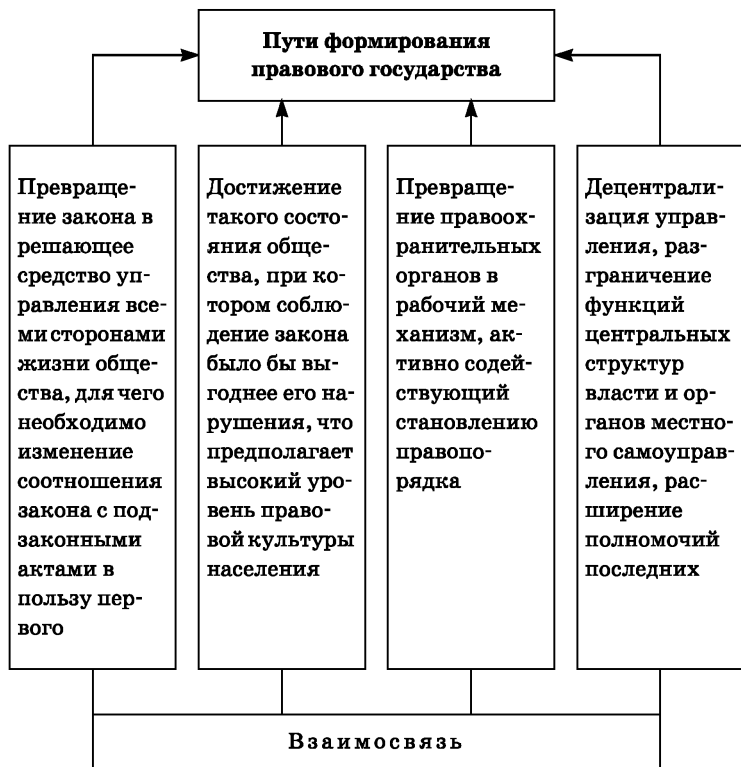 Пути формирования
правового государства
Превраще-
ние закона в
решающее
средство уп-
равления все-
ми сторонами
жизни обще-
ства, для чего
необходимо
изменение
соотношения
закона с под-
законными
актами в
пользу пер-
вого
Достижение
такого состо-
яния обще-
ства, при ко-
тором соблю-
дение закона
было бы вы-
годнее его на-
рушения, что
предполагает
высокий уро-
вень право-
вой культуры
населения
Превраще-
ние правоох-
ранительных
органов в
рабочий ме-
ханизм, ак-
тивно содей-
ствующий
становлению
правопо-
рядка
Децентрали-
зация управ-
ления, раз-
граничение
функций
центральных
структур
власти и ор-
ганов местно-
го самоуправ-
ления, рас-
ширение
полномочий
последних
Взаимосвязь